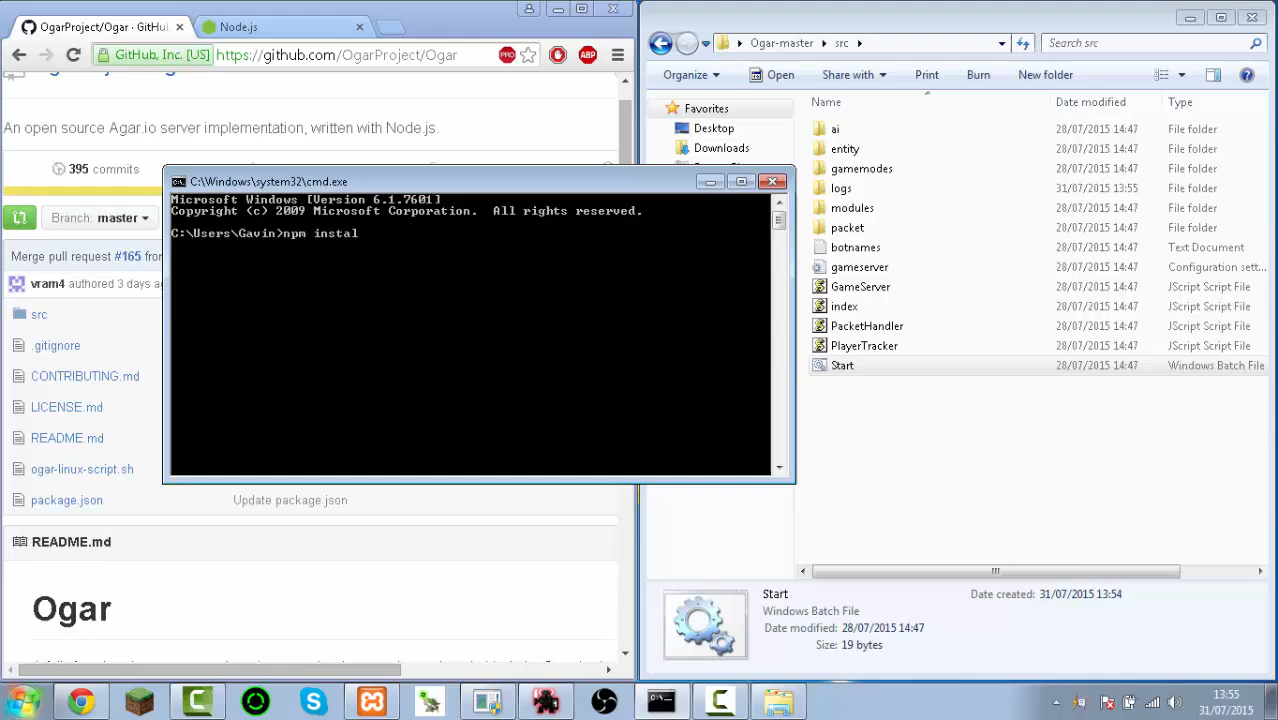 OgarProject/Ogar · GitHu
Node.js
GitHub, Inc. [US] https://github.com/OgarProject/Ogar
PRO
ABP
An open source Agar.io server implementation, written with Node.js.
395 commits
Branch: master
Merge pull request #165 from
vram4 authored 3 days a
src
.gitignore
CONTRIBUTING.md
LICENSE.md
README.md
ogar-linux-script.sh
package.json Update package.json
README.md
Ogar
C:\Windows\system32\cmd.exe
Microsoft Windows [Version 6.1.7601]
Copyright (c) 2009 Microsoft Corporation. All rights reserved.
C:\Users\Gavin>npm instal
Ogar-master
src
Search src
Organize
Open
Share with
Print
Burn
New folder
Favorites
Desktop
Downloads
Name Date modified Type
ai 28/07/2015 14:47 File folder
entity 28/07/2015 14:47 File folder
gamemodes 28/07/2015 14:47 File folder
logs 31/07/2015 13:55 File folder
modules 28/07/2015 14:47 File folder
packet 28/07/2015 14:47 File folder
botnames 28/07/2015 14:47 Text Document
gameserver 28/07/2015 14:47 Configuration sett...
GameServer 28/07/2015 14:47 JScript Script File
index 28/07/2015 14:47 JScript Script File
PacketHandler 28/07/2015 14:47 JScript Script File
PlayerTracker 28/07/2015 14:47 JScript Script File
Start 28/07/2015 14:47 Windows Batch File
Start Date created: 31/07/2015 13:54
Windows Batch File
Date modified: 28/07/2015 14:47
Size: 19 bytes
13:55
31/07/2015